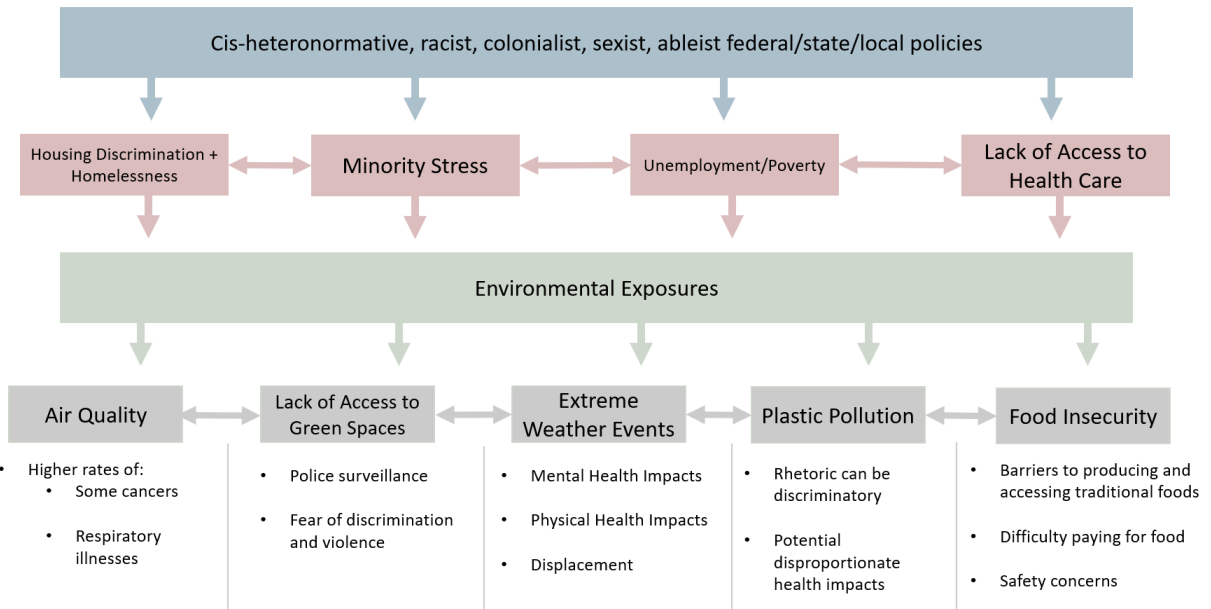 Cis-heteronormative, racist, colonialist, sexist, ableist federal/state/local policies
Housing Discrimination +
Homelessness
Minority Stress
Unemployment/Poverty
Lack of Access to
Health Care
Environmental Exposures
Air Quality
Lack of Access to
Green Spaces
Extreme
Weather Events
Plastic Pollution
Food Insecurity
• Higher rates of:
• Some cancers
• Respiratory
illnesses
• Police surveillance
• Fear of discrimination
and violence
• Mental Health Impacts
• Physical Health Impacts
• Displacement
• Rhetoric can be
discriminatory
• Potential
disproportionate
health impacts
• Barriers to producing and
accessing traditional foods
• Difficulty paying for food
• Safety concerns